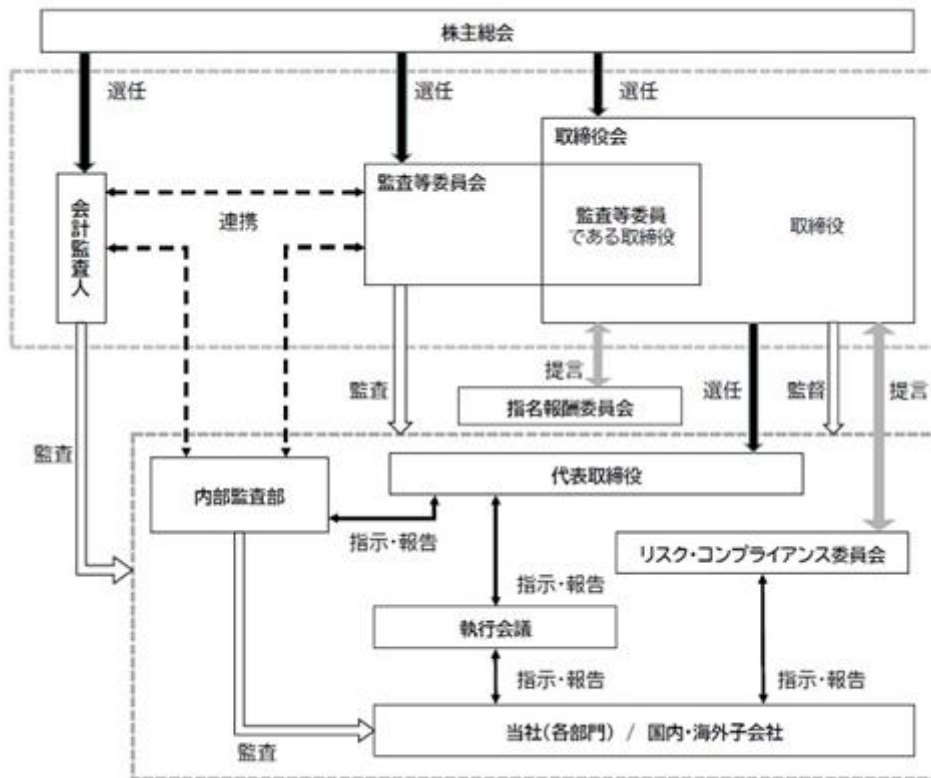 株主総会
選任
選任
選任
取締役会
監査等委員会
会計監査人
連携
監査等委員
である取締役
取締役
監査
提言
指名報酬委員会
選任
監督
提言
監査
内部監査部
代表取締役
指示・報告
リスク・コンプライアンス委員会
指示・報告
執行会議
指示・報告
指示・報告
当社(各部門) / 国内・海外子会社
監査